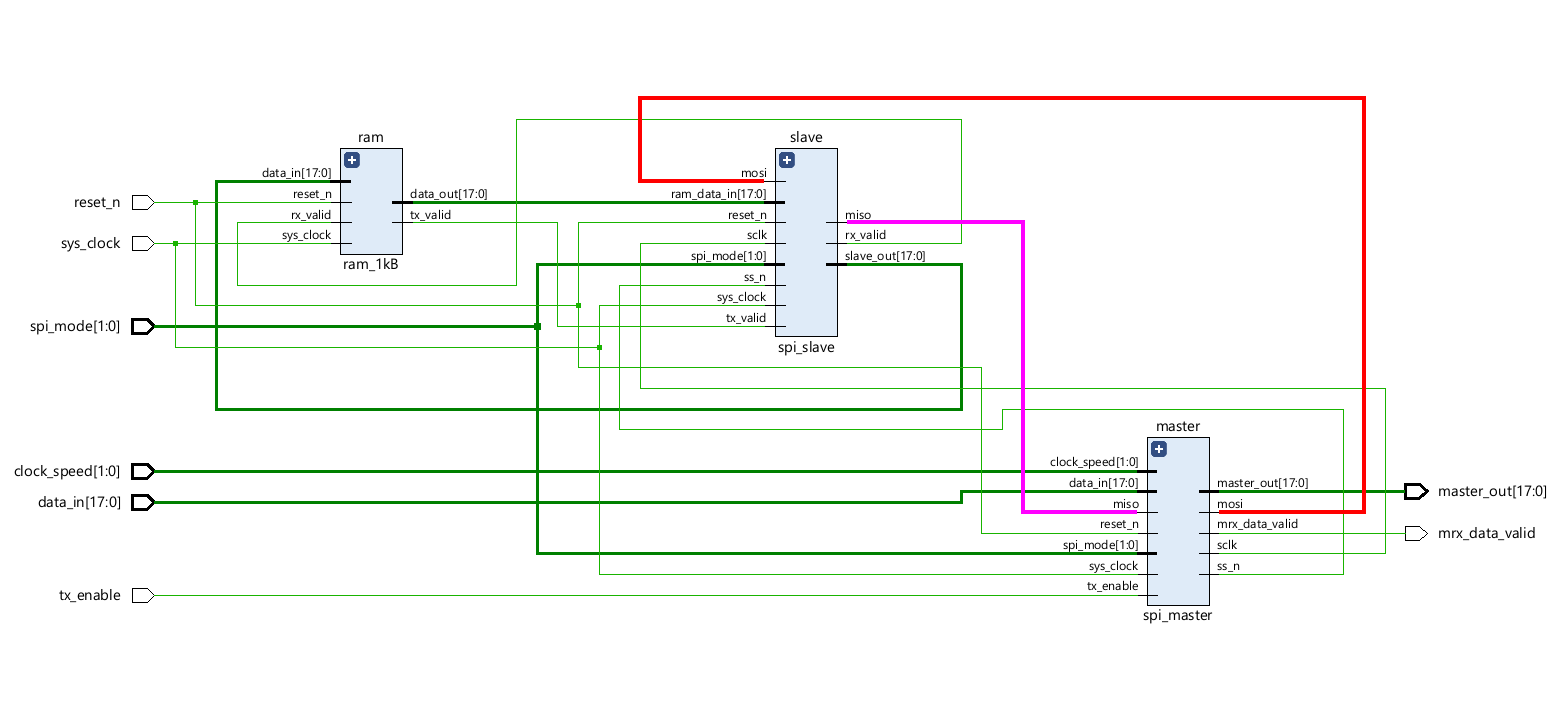 reset_n
sys_clock
spi_mode[1:0]
clock_speed[1:0]
data_in[17:0]
tx_enable
ram
data_in[17:0]
reset_n
rx_valid
sys_clock
data_out[17:0]
tx_valid
ram_1kB
slave
mosi
ram_data_in[17:0]
reset_n
sclk
spi_mode[1:0]
ss_n
sys_clock
tx_valid
miso
rx_valid
slave_out[17:0]
spi_slave
master
clock_speed[1:0]
data_in[17:0]
miso
reset_n
spi_mode[1:0]
sys_clock
tx_enable
master_out[17:0]
mosi
mrx_data_valid
sclk
ss_n
spi_master
master_out[17:0]
mrx_data_valid